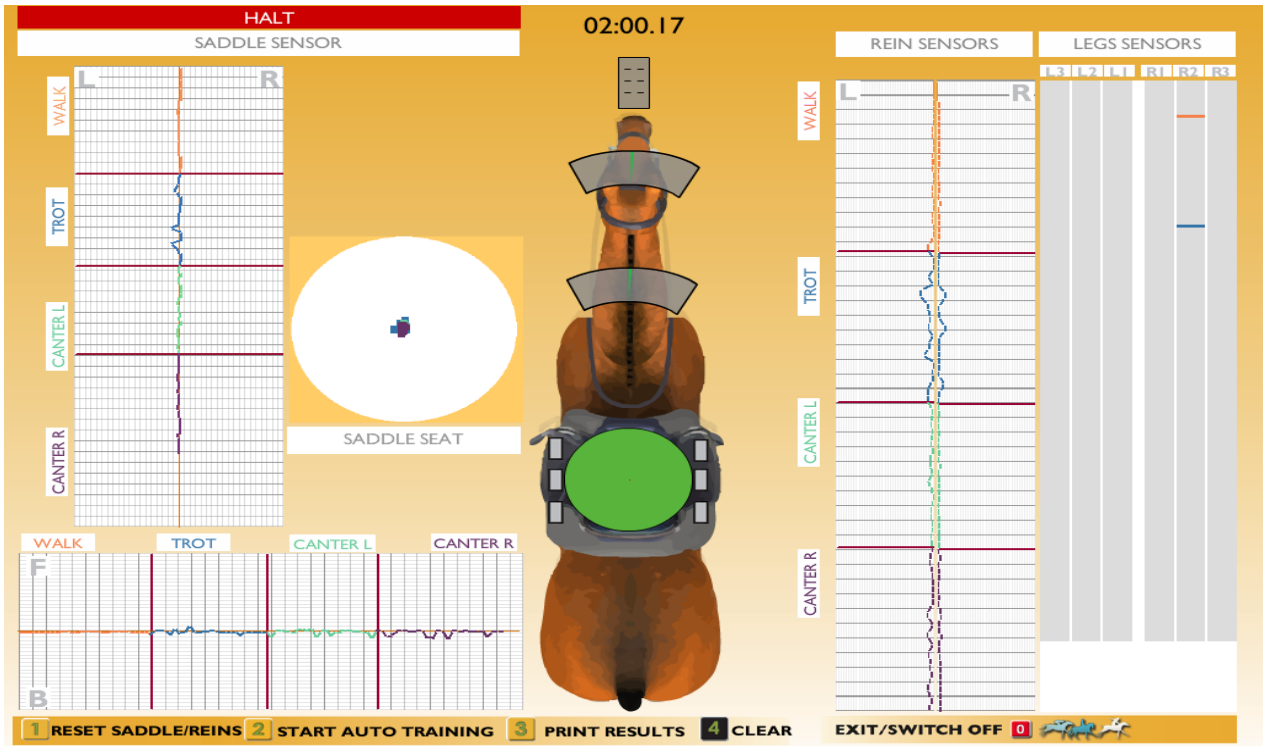 HALT
SADDLE SENSOR
02:00.17
REIN SENSORS
LEGS SENSORS
L3 L2 L1 R1 R2 R3
L R
WALK
TROT
CANTER L
CANTER R
SADDLE SEAT
L R
WALK
TROT
CANTER L
CANTER R
WALK TROT CANTER L CANTER R
F
B
1 RESET SADDLE/REINS 2 START AUTO TRAINING 3 PRINT RESULTS 4 CLEAR EXIT/SWITCH OFF 0